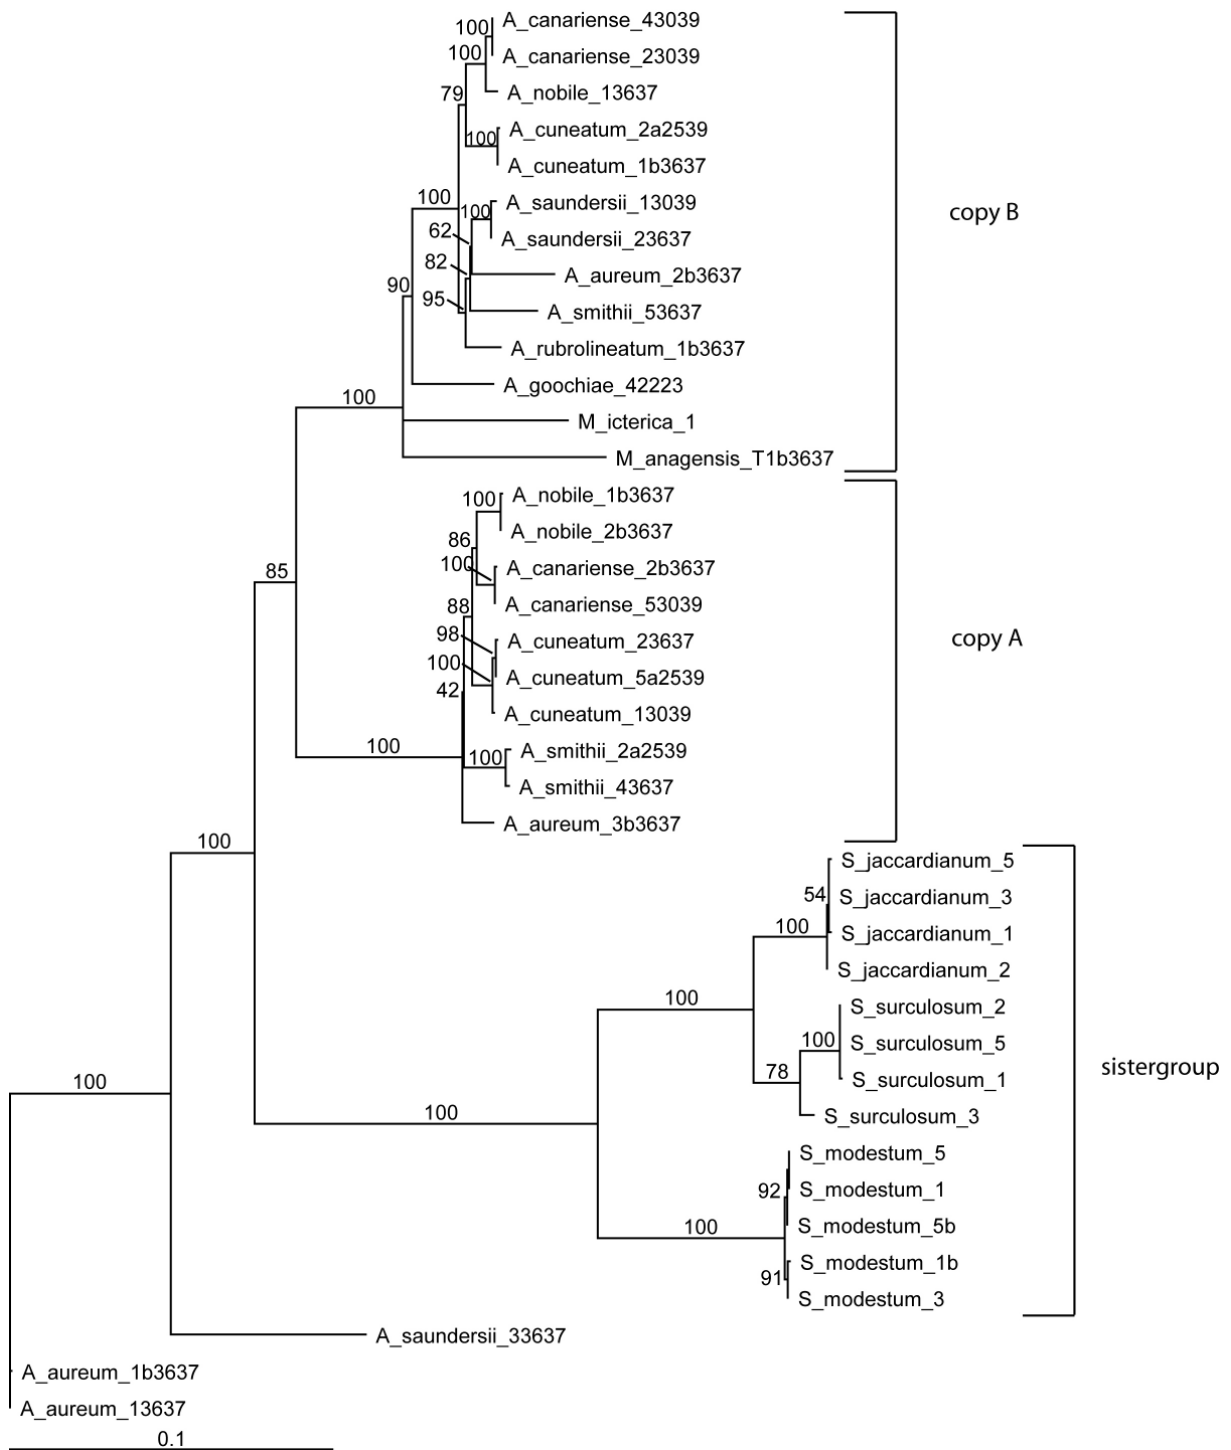 A_canariense_43039
100
A_canariense_23039
100
A_nobile_13637
79
A_cuneatum_2a2539
100
A_cuneatum_1b3637
100
A_saundersii_13039
100
62
A_saundersii_23637
copy B
82
A_aureum_2b3637
90
95
A_smithii_53637
A_rubrolineatum_1b3637
A_goochiae_42223
100
M_icterica_1
M_anagensis_T1b3637
100
A_nobile_1b3637
A_nobile_2b3637
86
100
A_canariense_2b3637
85
A_canariense_53039
88
98
A_cuneatum_23637
copy A
100
A_cuneatum_5a2539
42
A_cuneatum_13039
100
A_smithii_2a2539
100
A_smithii_43637
A_aureum_3b3637
100
S_jaccardianum_5
54
S_jaccardianum_3
100
S_jaccardianum_1
S_jaccardianum_2
100
S_surculosum_2
100
S_surculosum_5
78
S_surculosum_1
sistergroup
100
100
S_surculosum_3
S_modestum_5
92
S_modestum_1
100
S_modestum_5b
S_modestum_1b
91
S_modestum_3
A_saundersii_33637
A_aureum_1b3637
A_aureum_13637
0.1